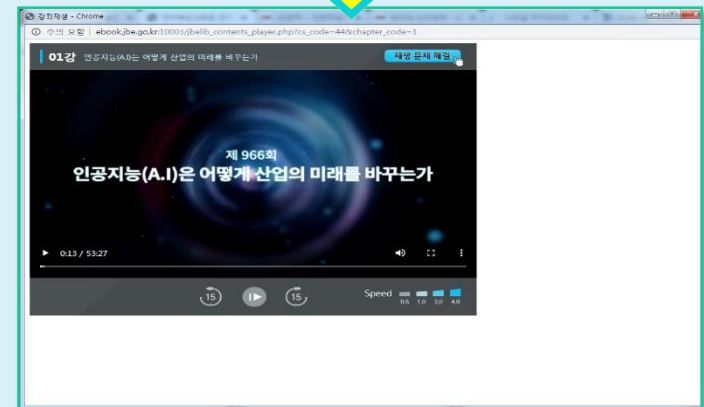 강의재생 - Chrome
주의 요함 | ebook.jbe.go.kr:10003/jbelib_contents_player.php?cs_code=44&chapter_code=1
01강 인공지능(A.I)는 어떻게 산업의 미래를 바꾸는가
재생 문제 해결
제 966회
인공지능(A.I)은 어떻게 산업의 미래를 바꾸는가
0:13 / 53:27
15 15 Speed
0.5 1.0 2.0 4.0